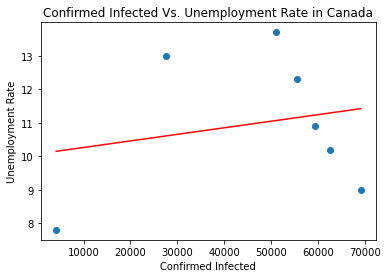 Confirmed Infected Vs. Unemployment Rate in Canada
Unemployment Rate
13
12
11
10
9
8
10000 20000 30000 40000 50000 60000 70000
Confirmed Infected